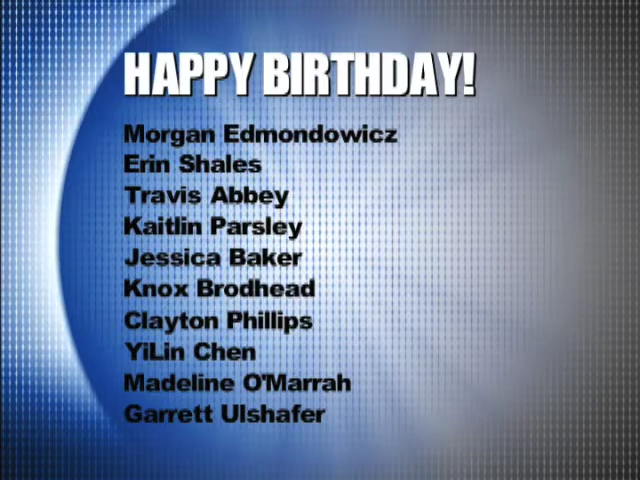 HAPPY BIRTHDAY!
Morgan Edmondowicz
Erin Shales
Travis Abbey
Kaitlin Parsley
Jessica Baker
Knox Brodhead
Clayton Phillips
YiLin Chen
Madeline O'Marrah
Garrett Ulshafer